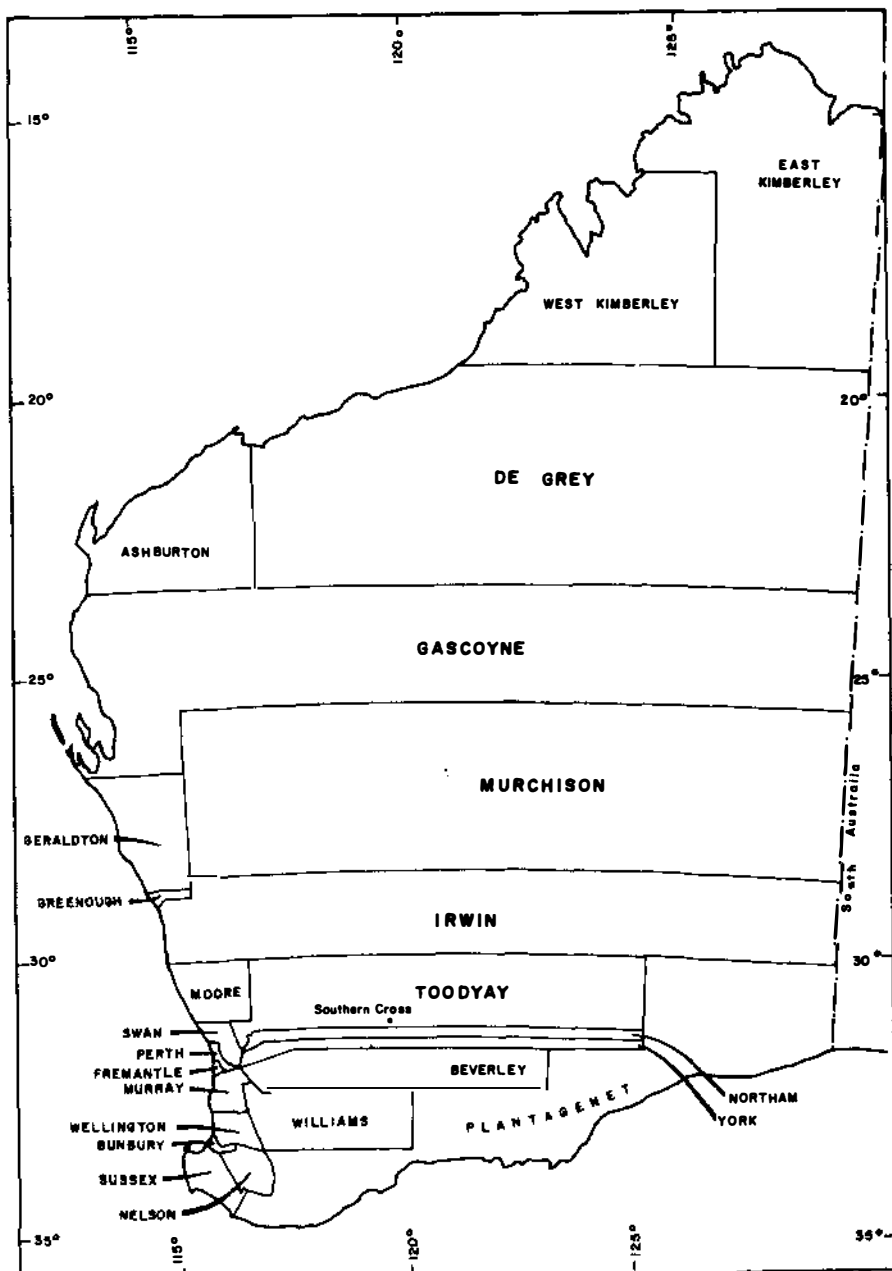 115°
120°
125°
15°
EAST
KIMBERLEY
WEST KIMBERLEY
20°
20°
DE GREY
ASHBURTON
GASCOYNE
25°
25°
MURCHISON
South Australia
GERALDTON
GREENOUGH
IRWIN
30°
30°
MOORE
TOODYAY
Southern Cross
SWAN
PERTH
FREMANTLE
MURRAY
BEVERLEY
NORTHAM
YORK
PLANTAGENET
WELLINGTON
WILLIAMS
BUNBURY
SUSSEX
NELSON
35°
35°
115°
120°
125°